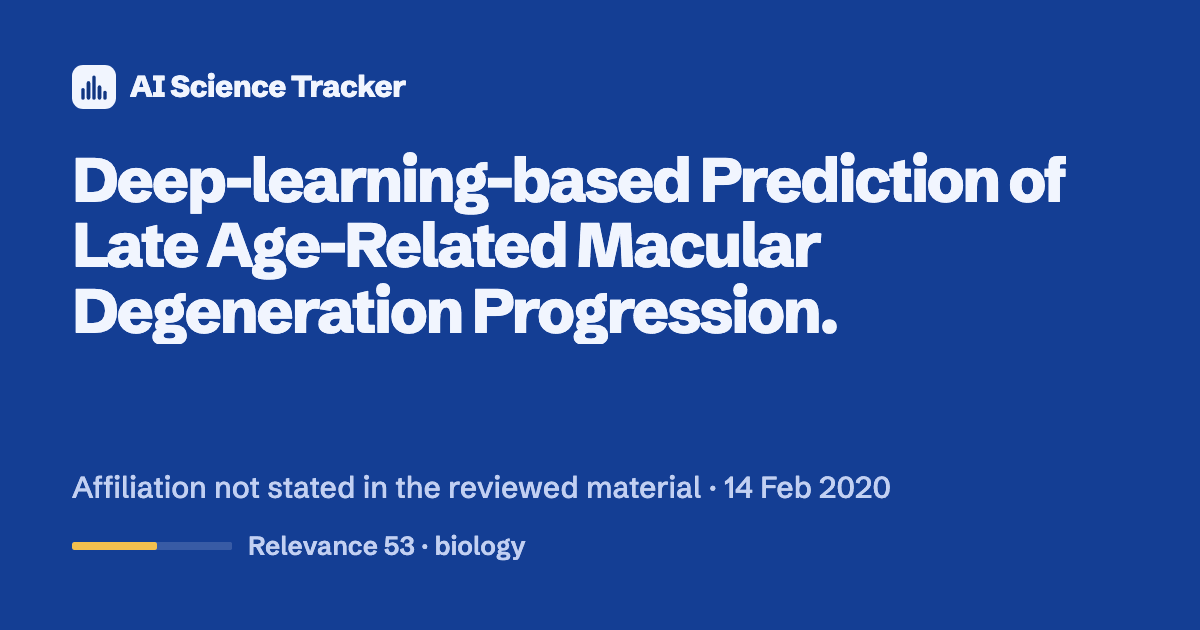 AI Science Tracker
Deep-learning-based Prediction of
Late Age-Related Macular
Degeneration Progression.
Affiliation not stated in the reviewed material · 14 Feb 2020
Relevance 53 · biology